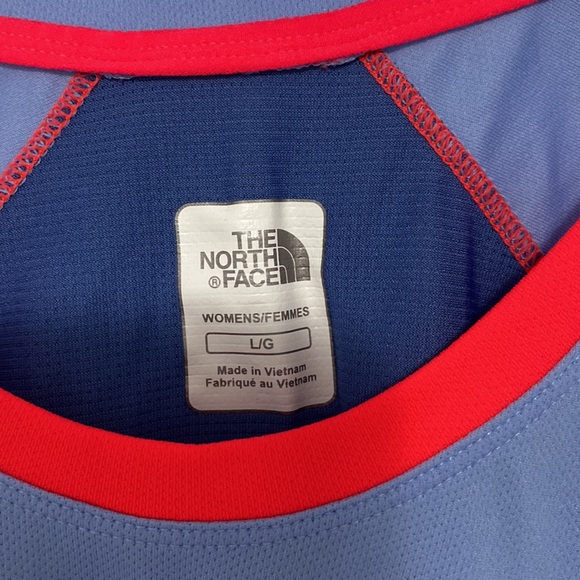 THE
NORTH
®FACE
WOMENS/FEMMES
L/G
Made in Vietnam
Fabriqué au Vietnam